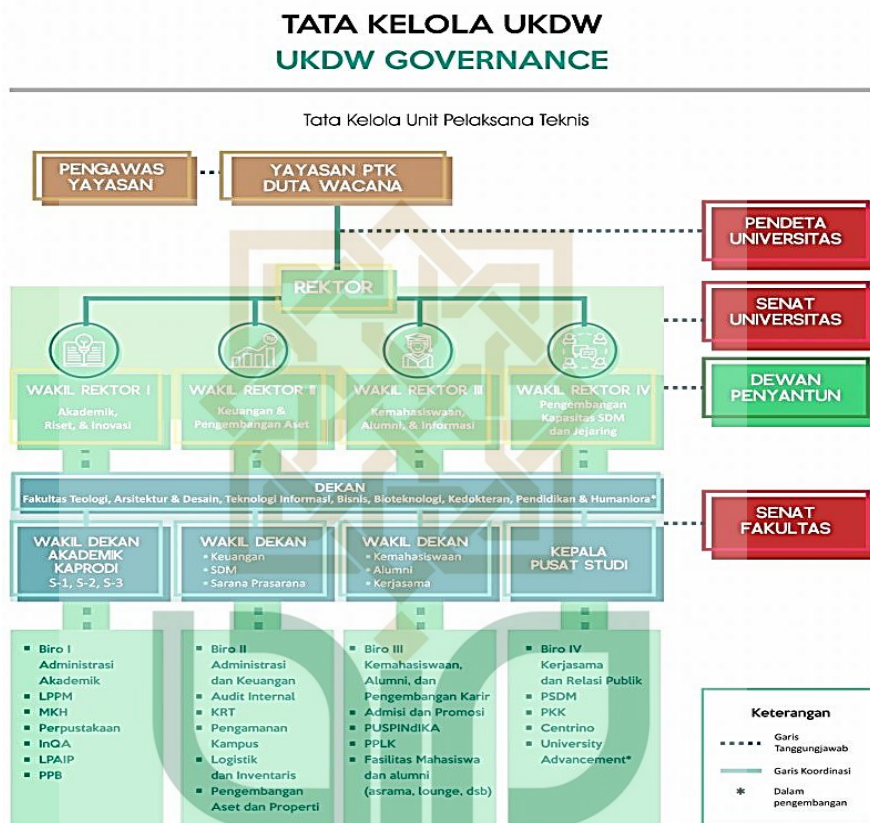 TATA KELOLA UKDW
UKDW GOVERNANCE
Tata Kelola Unit Pelaksana Teknis
PENGAWAS
YAYASAN
YAYASAN PTK
DUTA WACANA
PENDETA
UNIVERSITAS
REKTOR
SENAT
UNIVERSITAS
DEWAN
PENYANTUN
WAKIL REKTOR I
Akademik,
Riset, & Inovasi
WAKIL REKTOR II
Keuangan &
Pengembangan Aset
WAKIL REKTOR III
Kemahasiswaan,
Alumni, & Informasi
WAKIL REKTOR IV
Pengembangan
Kapasitas SDM
dan Jejaring
DEKAN
Fakultas Teologi, Arsitektur & Desain, Teknologi Informasi, Bisnis, Bioteknologi, Kedokteran, Pendidikan & Humaniora*
SENAT
FAKULTAS
WAKIL DEKAN
AKADEMIK
KAPRODI
S-1, S-2, S-3
WAKIL DEKAN
• Keuangan
• SDM
• Sarana Prasarana
WAKIL DEKAN
• Kemahasiswaan
• Alumni
• Kerjasama
KEPALA
PUSAT STUDI
▪ Biro I
Administrasi
Akademik
▪ LPPM
▪ MKH
▪ Perpustakaan
▪ InQA
▪ LPAIP
▪ PPB
▪ Biro II
Administrasi
dan Keuangan
▪ Audit Internal
▪ KRT
▪ Pengamanan
Kampus
▪ Logistik
dan Inventaris
▪ Pengembangan
Aset dan Properti
▪ Biro III
Kemahasiswaan,
Alumni, dan
Pengembangan Karir
▪ Admisi dan Promosi
▪ PUSPINdIKA
▪ PPLK
▪ Fasilitas Mahasiswa
dan alumni
(asrama, lounge, dsb)
▪ Biro IV
Kerjasama
dan Relasi Publik
▪ PSDM
▪ PKK
▪ Centrino
▪ University
Advancement*
Keterangan
Garis
Tanggungjawab
Garis Koordinasi
* Dalam
pengembangan